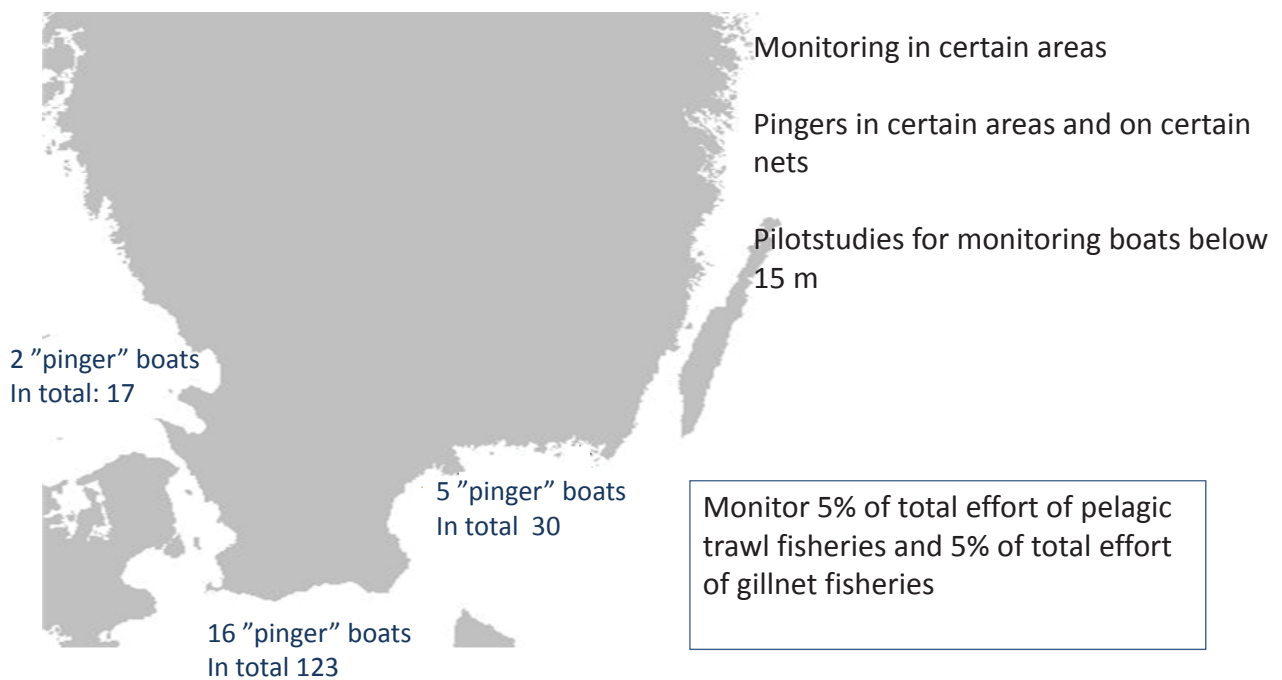 Monitoring in certain areas
Pingers in certain areas and on certain
nets
Pilotstudies for monitoring boats below
15 m
2 ”pinger” boats
In total: 17
5 ”pinger” boats
In total  30
Monitor 5% of total effort of pelagic
trawl fisheries and 5% of total effort
of gillnet fisheries
16 ”pinger” boats
In total 123